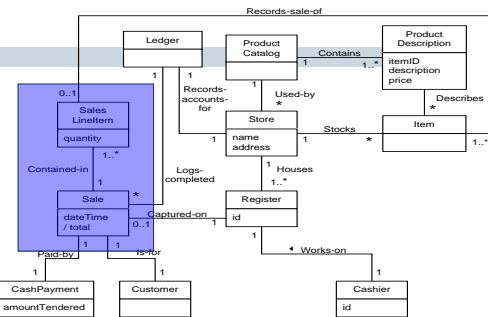 Records-sale-of
Ledger
Product
Catalog
Product
Description
itemID
description
price
Contains
1
1..*
0..1
1
1
1
Records-
accounts-
for
Used-by
*
*
Describes
Sales
LineItem
quantity
Store
name
address
Stocks
1
*
Item
1..*
1
1..*
Contained-in
1
Logs-
completed
*
1
Houses
1..*
Sale
dateTime
/ total
0..1
Captured-on
1
Register
id
1
1
1
Paid-by
Is-for
Works-on
1
1
1
CashPayment
amountTendered
Customer
Cashier
id